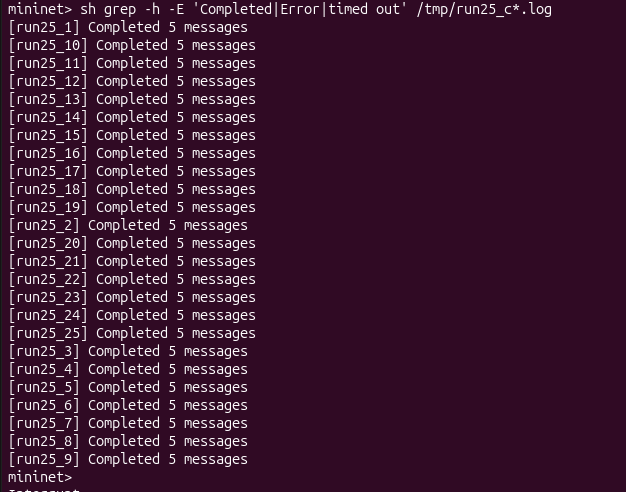 mininet> sh grep -h -E 'Completed|Error|timed out' /tmp/run25_c*.log
[run25_1] Completed 5 messages
[run25_10] Completed 5 messages
[run25_11] Completed 5 messages
[run25_12] Completed 5 messages
[run25_13] Completed 5 messages
[run25_14] Completed 5 messages
[run25_15] Completed 5 messages
[run25_16] Completed 5 messages
[run25_17] Completed 5 messages
[run25_18] Completed 5 messages
[run25_19] Completed 5 messages
[run25_2] Completed 5 messages
[run25_20] Completed 5 messages
[run25_21] Completed 5 messages
[run25_22] Completed 5 messages
[run25_23] Completed 5 messages
[run25_24] Completed 5 messages
[run25_25] Completed 5 messages
[run25_3] Completed 5 messages
[run25_4] Completed 5 messages
[run25_5] Completed 5 messages
[run25_6] Completed 5 messages
[run25_7] Completed 5 messages
[run25_8] Completed 5 messages
[run25_9] Completed 5 messages
mininet>
Interrupt